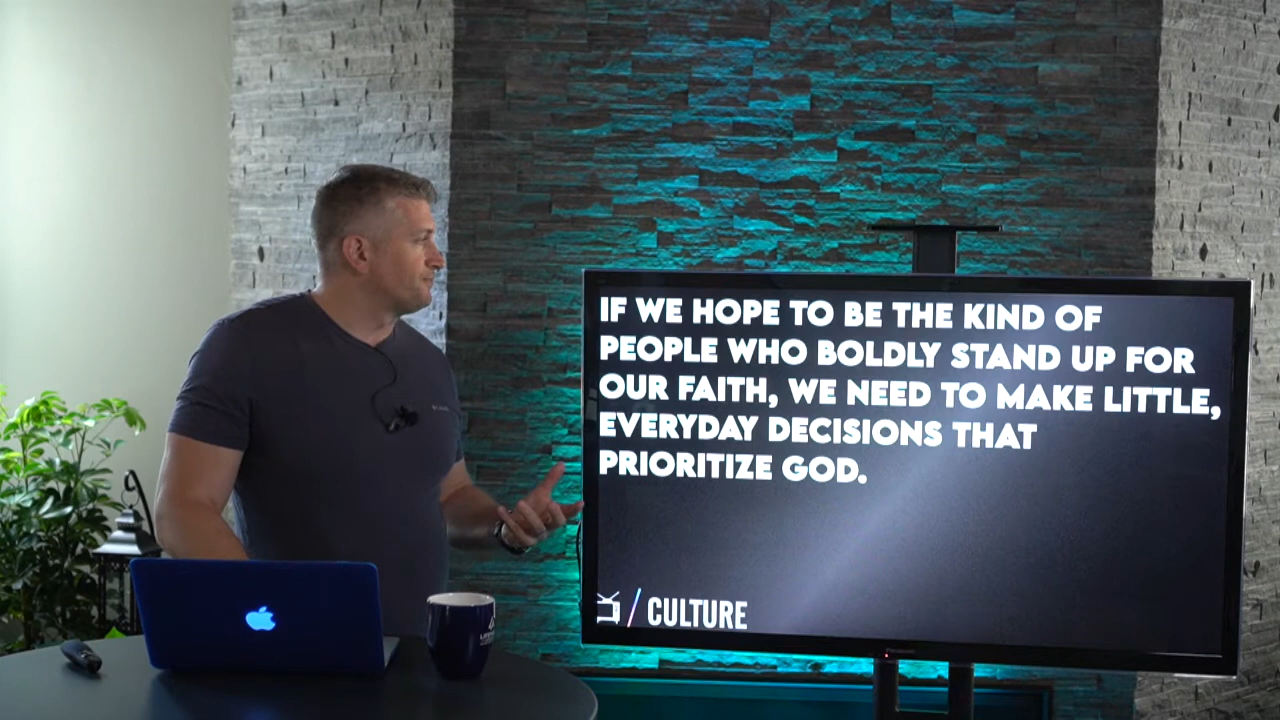 IF WE HOPE TO BE THE KIND OF
PEOPLE WHO BOLDLY STAND UP FOR
OUR FAITH, WE NEED TO MAKE LITTLE,
EVERYDAY DECISIONS THAT
PRIORITIZE GOD.
/ CULTURE
Panasonic